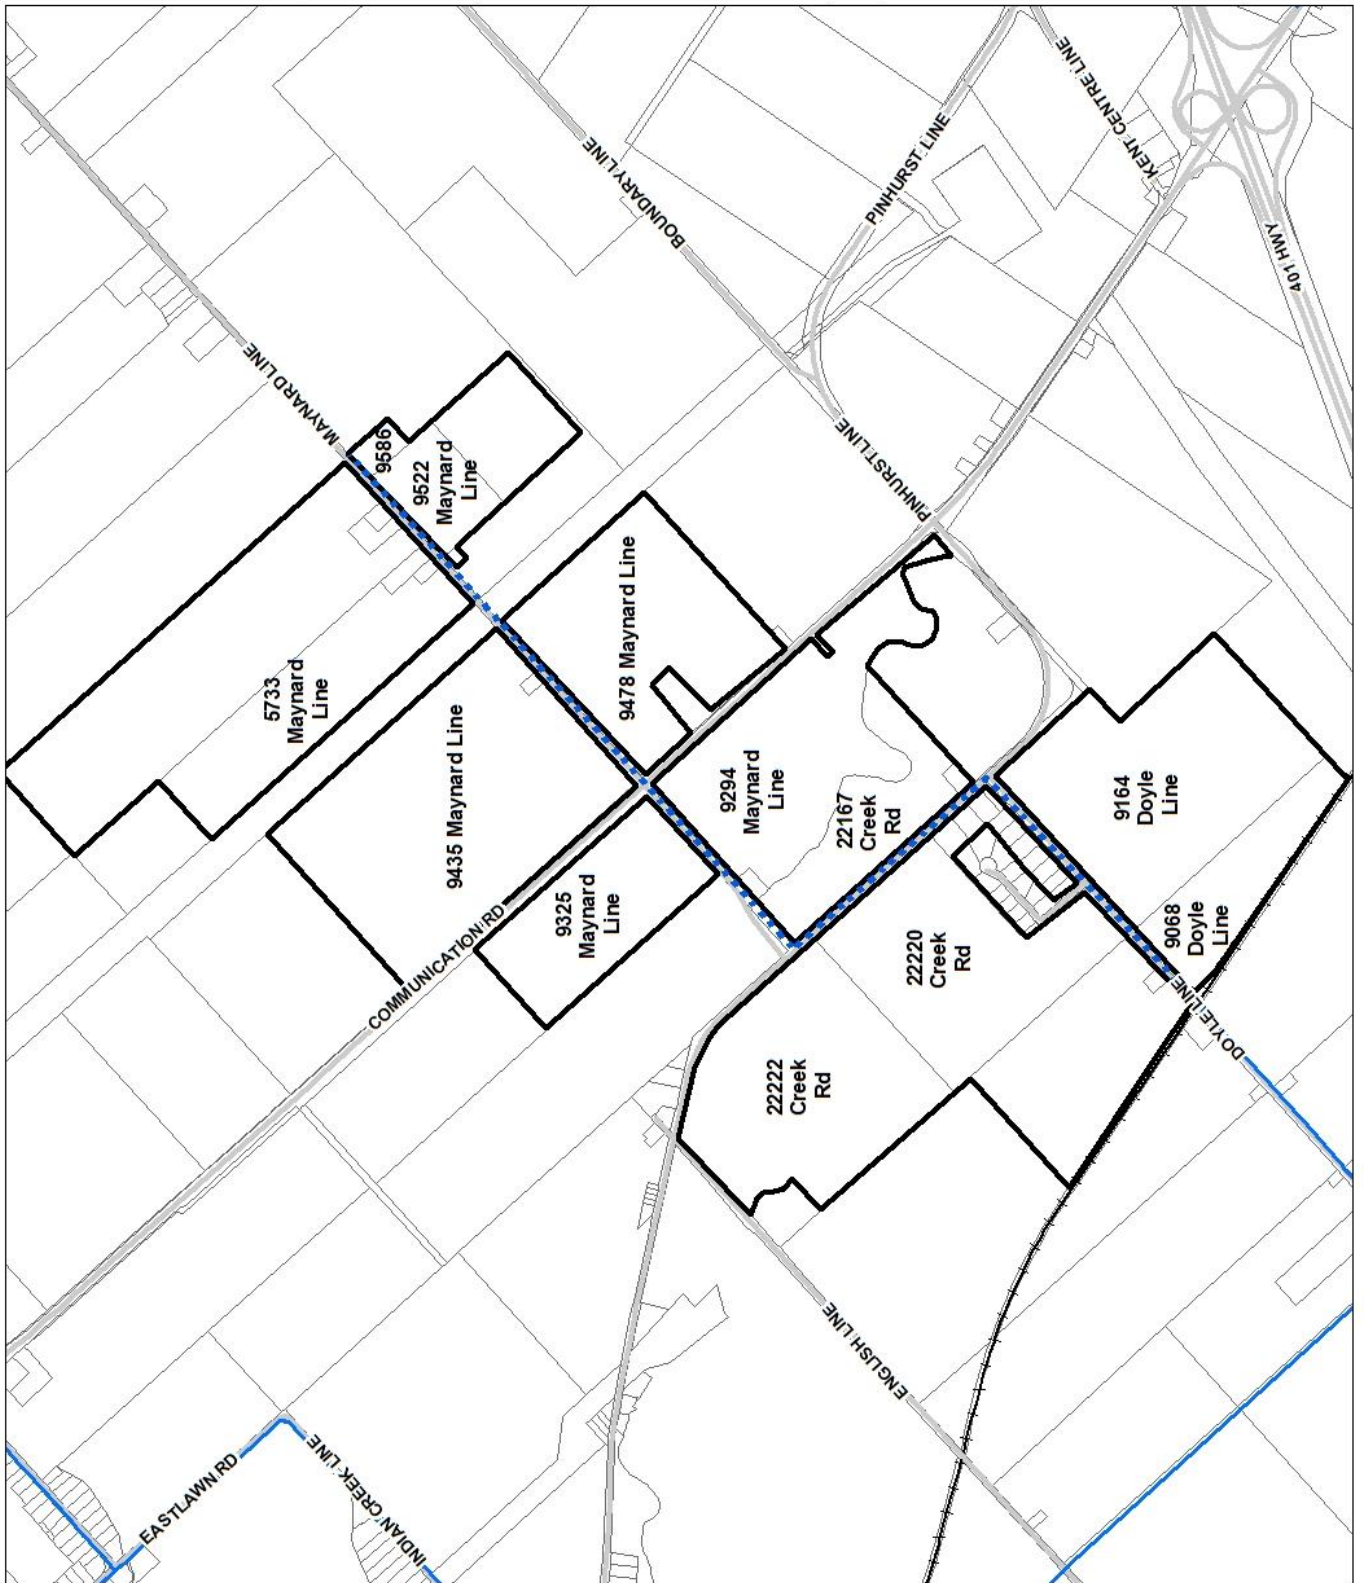 KENT CENTRE LINE
PINHURST LINE
BOUNDARY LINE
401 HWY
MAYNARD LINE
9586
9522
Maynard
Line
PINHURST LINE
9478 Maynard Line
5733
Maynard
Line
9435 Maynard Line
9294
Maynard
Line
22167
Creek
Rd
9164
Doyle
Line
9325
Maynard
Line
COMMUNICATION RD
22220
Creek
Rd
9068
Doyle
Line
DOYLE LINE
22222
Creek
Rd
ENGLISH LINE
EASTLAWN RD
INDIAN CREEK LINE